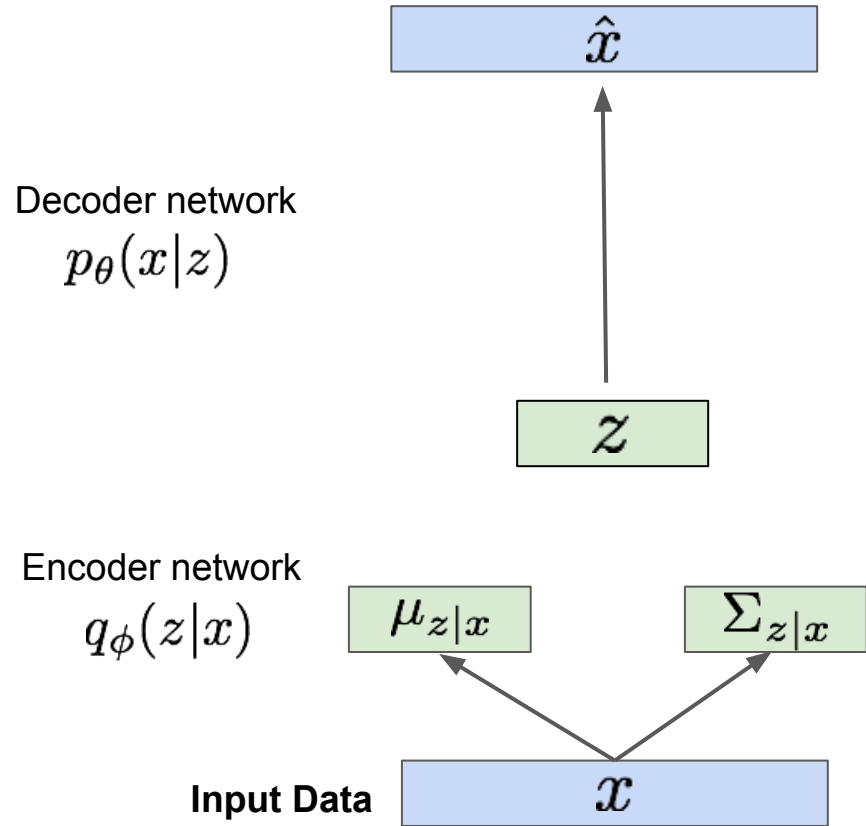 x̂
Decoder network
p_θ(x|z)
z
Encoder network
q_ϕ(z|x)
μ_{z|x}
Σ_{z|x}
Input Data
x